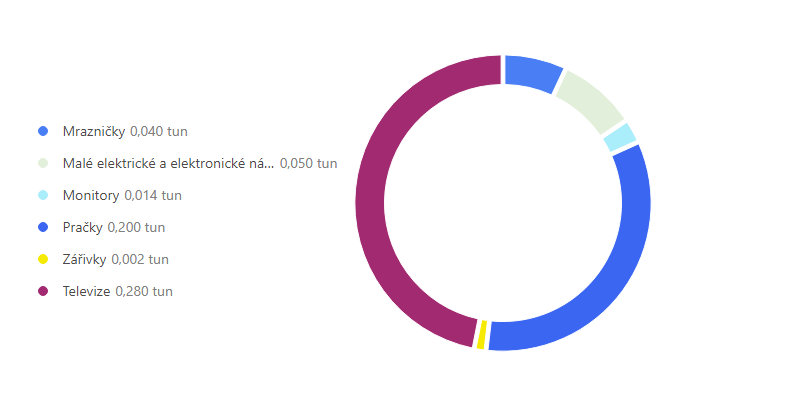 Mrazničky 0,040 tun
Malé elektrické a elektronické ná... 0,050 tun
Monitory 0,014 tun
Pračky 0,200 tun
Zářivky 0,002 tun
Televize 0,280 tun